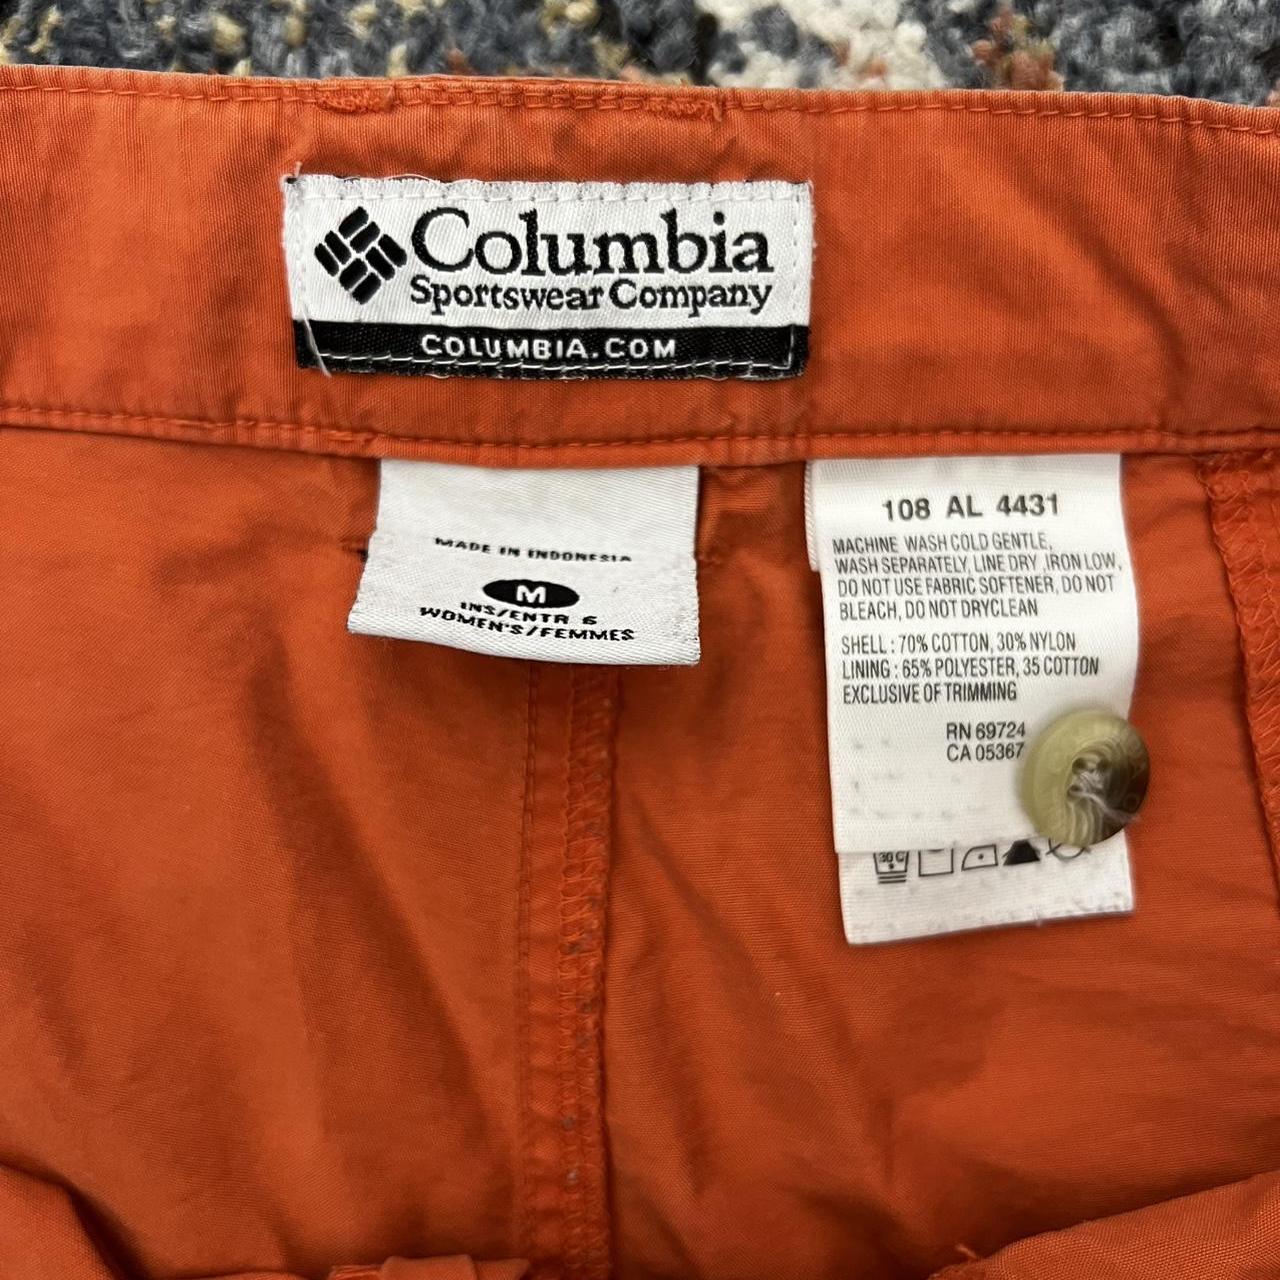 Columbia
Sportswear Company
COLUMBIA.COM
MADE IN INDONESIA
M
INS/ENTR 6
WOMEN'S/FEMMES
108 AL 4431
MACHINE WASH COLD GENTLE,
WASH SEPARATELY, LINE DRY ,IRON LOW,
DO NOT USE FABRIC SOFTENER, DO NOT
BLEACH, DO NOT DRYCLEAN
SHELL : 70% COTTON, 30% NYLON
LINING : 65% POLYESTER, 35 COTTON
EXCLUSIVE OF TRIMMING
RN 69724
CA 05367
30 C